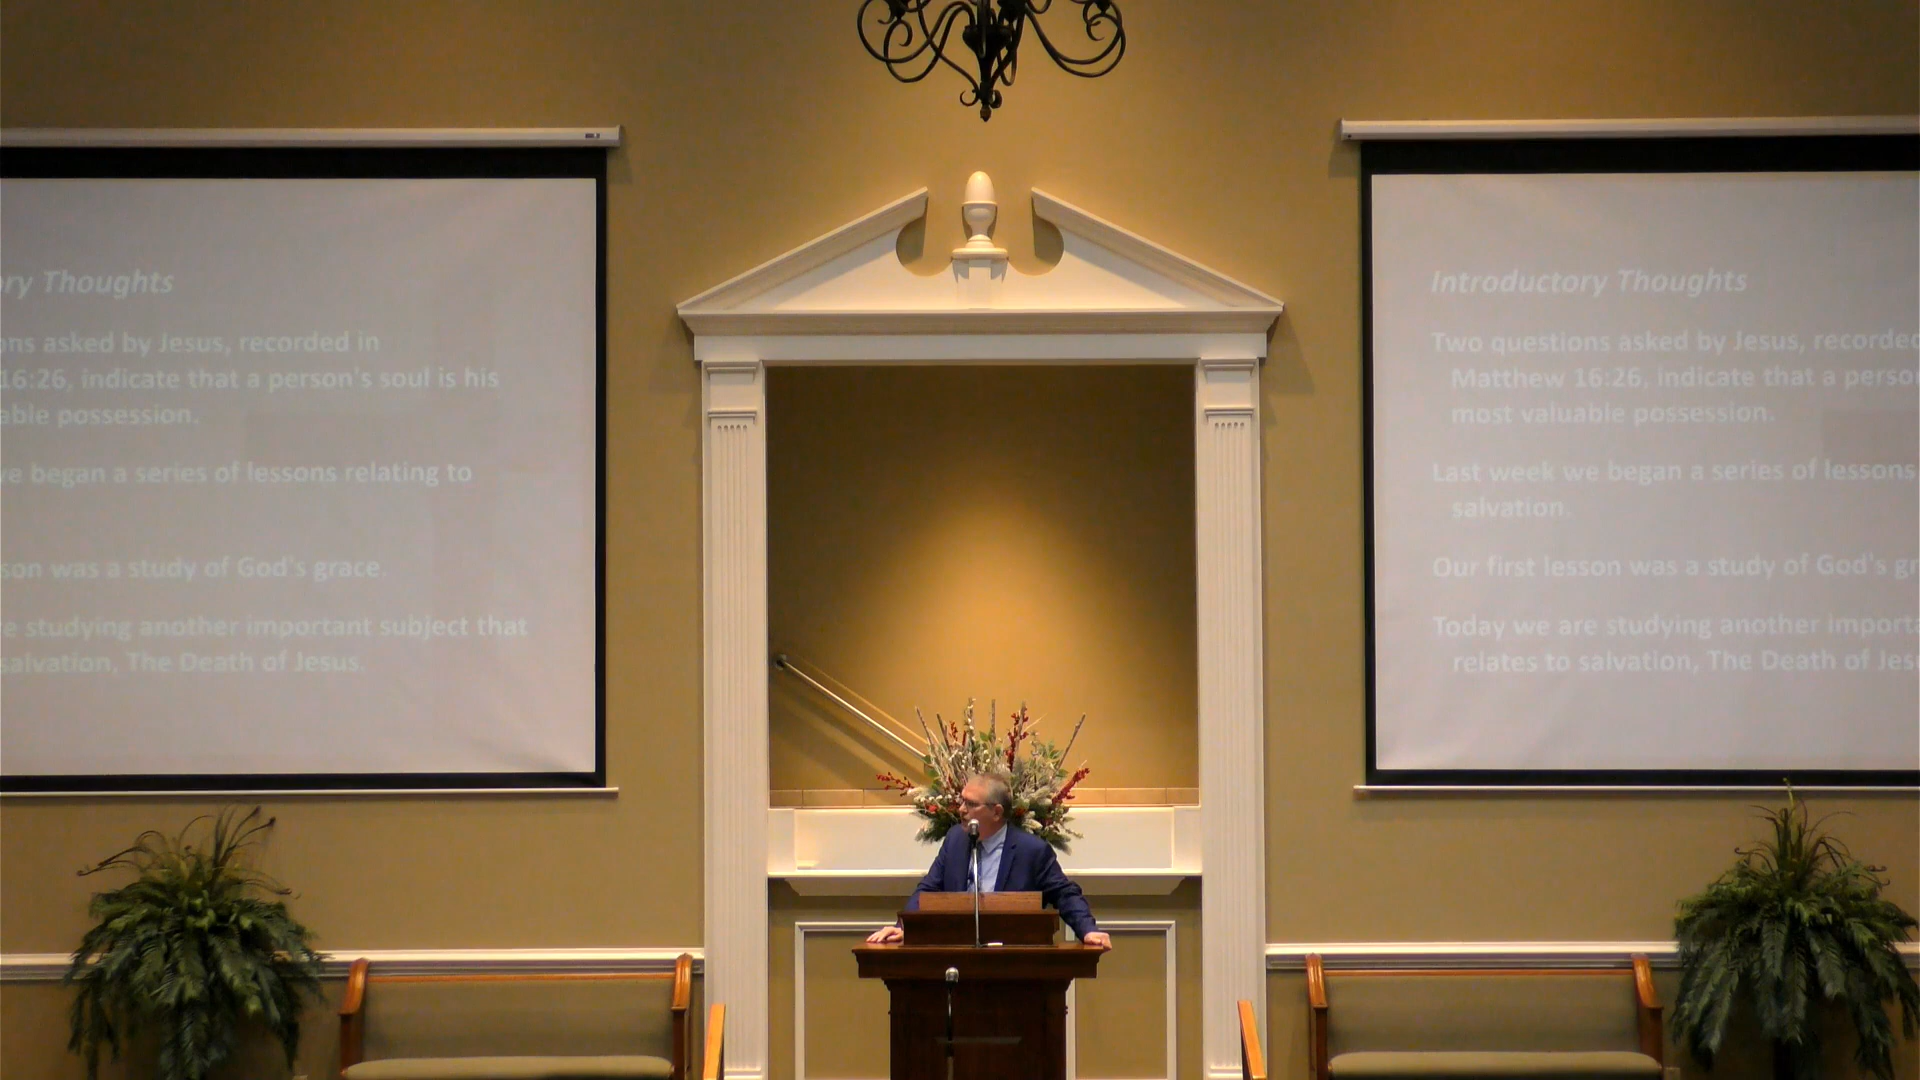 ry Thoughts
ons asked by Jesus, recorded in
16:26, indicate that a person's soul is his
able possession.
we began a series of lessons relating to
son was a study of God's grace.
re studying another important subject that
salvation, The Death of Jesus.
Introductory Thoughts
Two questions asked by Jesus, recorded
Matthew 16:26, indicate that a perso
most valuable possession.
Last week we began a series of lessons
salvation.
Our first lesson was a study of God's gr
Today we are studying another importa
relates to salvation, The Death of Jesu